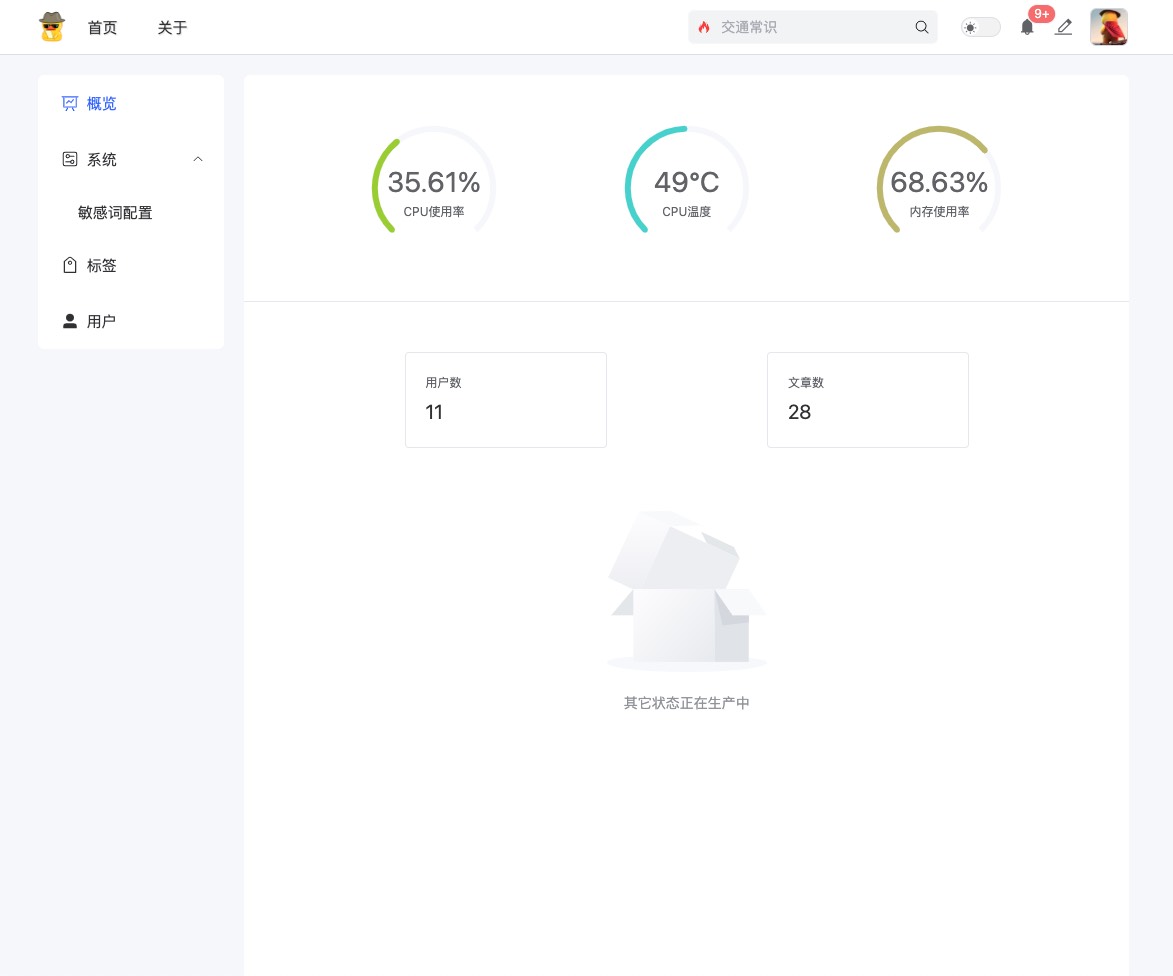 首页
关于
交通常识
9+
概览
系统
敏感词配置
标签
用户
35.61%
CPU使用率
49°C
CPU温度
68.63%
内存使用率
用户数
11
文章数
28
其它状态正在生产中